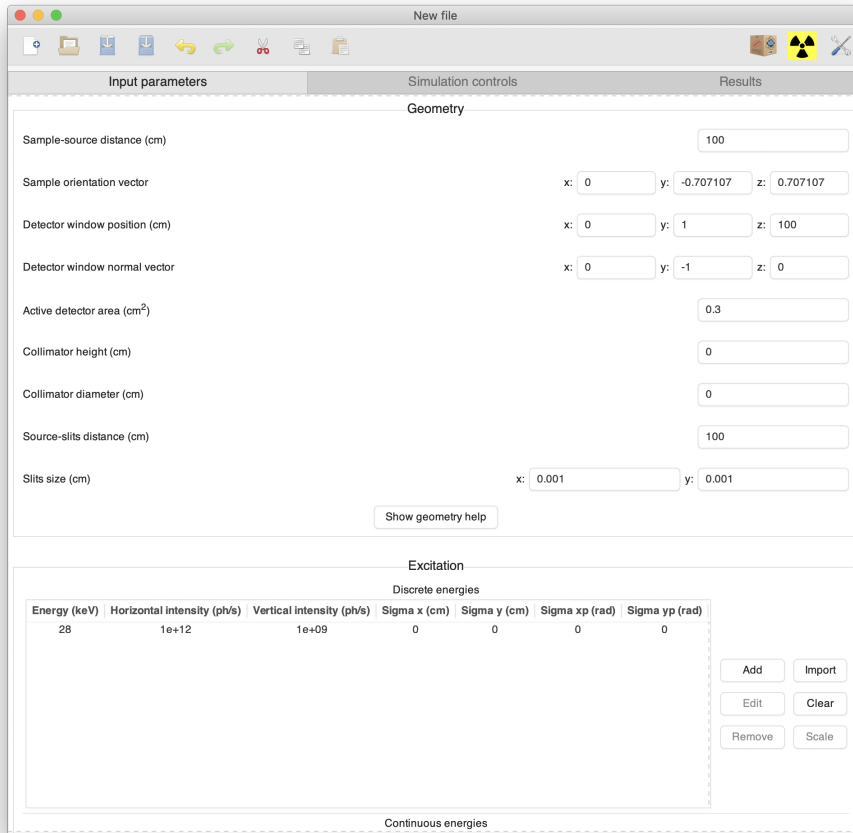 New file
Input parameters Simulation controls Results
Geometry
Sample-source distance (cm) 100
Sample orientation vector x: 0 y: -0.707107 z: 0.707107
Detector window position (cm) x: 0 y: 1 z: 100
Detector window normal vector x: 0 y: -1 z: 0
Active detector area (cm²) 0.3
Collimator height (cm) 0
Collimator diameter (cm) 0
Source-slits distance (cm) 100
Slits size (cm) x: 0.001 y: 0.001
Show geometry help
Excitation
Discrete energies
Energy (keV) Horizontal intensity (ph/s) Vertical intensity (ph/s) Sigma x (cm) Sigma y (cm) Sigma xp (rad) Sigma yp (rad)
28 1e+12 1e+09 0 0 0 0
Add Import
Edit Clear
Remove Scale
Continuous energies